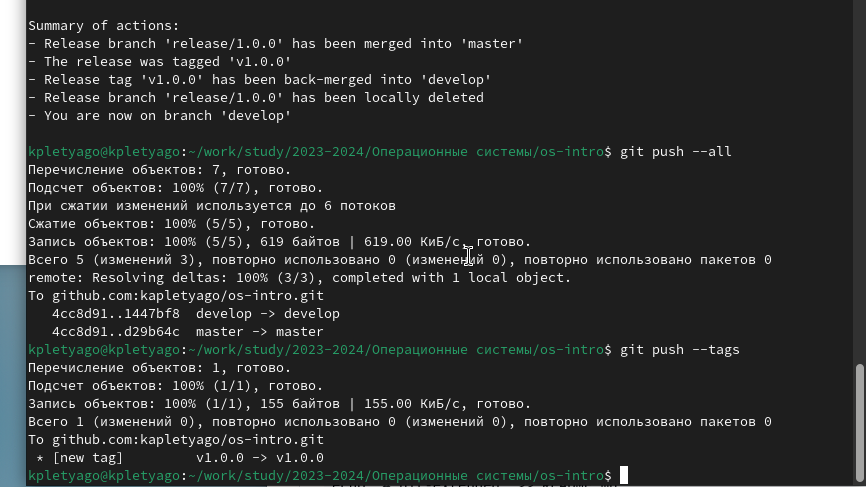 Summary of actions:
- Release branch 'release/1.0.0' has been merged into 'master'
- The release was tagged 'v1.0.0'
- Release tag 'v1.0.0' has been back-merged into 'develop'
- Release branch 'release/1.0.0' has been locally deleted
- You are now on branch 'develop'
kpletyago@kpletyago:~/work/study/2023-2024/Операционные системы/os-intro$ git push --all
Перечисление объектов: 7, готово.
Подсчет объектов: 100% (7/7), готово.
При сжатии изменений используется до 6 потоков
Сжатие объектов: 100% (5/5), готово.
Запись объектов: 100% (5/5), 619 байтов | 619.00 КиБ/с, готово.
Всего 5 (изменений 3), повторно использовано 0 (изменений 0), повторно использовано пакетов 0
remote: Resolving deltas: 100% (3/3), completed with 1 local object.
To github.com:kapletyago/os-intro.git
   4cc8d91..1447bf8  develop -> develop
   4cc8d91..d29b64c  master -> master
kpletyago@kpletyago:~/work/study/2023-2024/Операционные системы/os-intro$ git push --tags
Перечисление объектов: 1, готово.
Подсчет объектов: 100% (1/1), готово.
Запись объектов: 100% (1/1), 155 байтов | 155.00 КиБ/с, готово.
Всего 1 (изменений 0), повторно использовано 0 (изменений 0), повторно использовано пакетов 0
To github.com:kapletyago/os-intro.git
 * [new tag]         v1.0.0 -> v1.0.0
kpletyago@kpletyago:~/work/study/2023-2024/Операционные системы/os-intro$